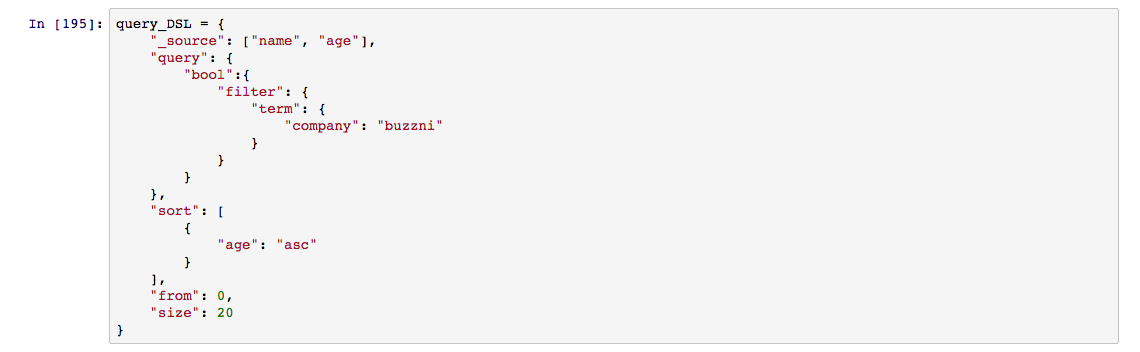 In [195]: query_DSL = {
    "_source": ["name", "age"],
    "query": {
        "bool":{
            "filter": {
                "term": {
                    "company": "buzzni"
                }
            }
        }
    },
    "sort": [
        {
            "age": "asc"
        }
    ],
    "from": 0,
    "size": 20
}